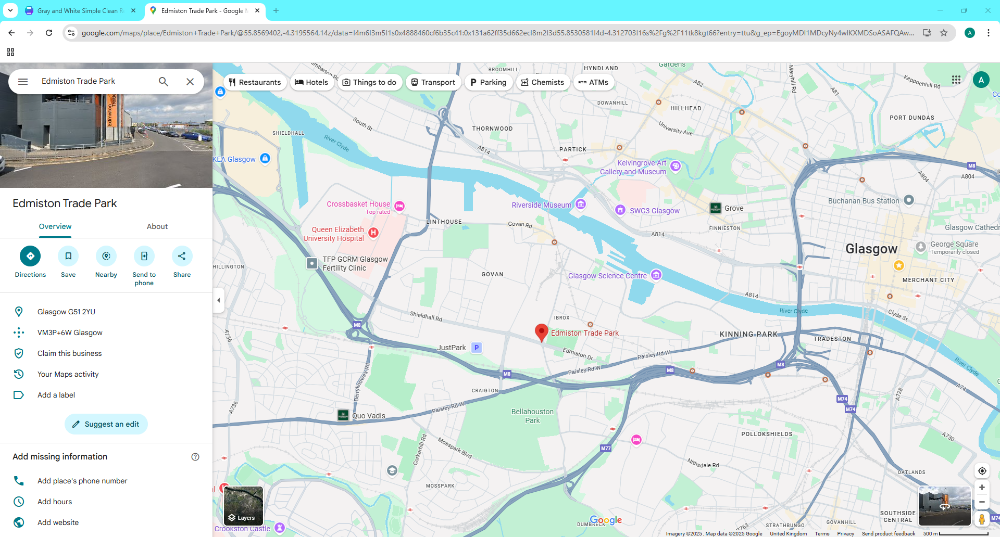 Gray and White Simple Clean R
Edmiston Trade Park - Google M
google.com/maps/place/Edmiston+Trade+Park/@55.8569402,-4.3195564,14z/data=!4m6!3m5!1s0x4888460cf6b35c41:0x131a62ff35d662ec!8m2!3d55.8530581!4d-4.312703!16s%2Fg%2F11tk8kgt66?entry=ttu&g_ep=EgoyMDI1MDcyNy4wIKXMDSoASAFQAw...
A
Edmiston Trade Park
Restaurants
Hotels
Things to do
Transport
Parking
Chemists
ATM
ATMs
A
Edmiston
Trade
Edmiston Trade Park
Overview
About
Directions
Save
Nearby
Send to
phone
Share
Glasgow G51 2YU
VM3P+6W Glasgow
Claim this business
Your Maps activity
Add a label
Suggest an edit
Add missing information
Add place's phone number
Add hours
Add website
BROOMHILL
HYNDLAND
Gardens
A82
Maryhill Rd
A81
Keppochhill Rd
Co
DOWANHILL
HILLHEAD
PORT DUNDAS
South St
THORNWOOD
University Ave
SHIELDHALL
River Clyde
A814
PARTICK
KEA Glasgow
Kelvingrove Art
Gallery and Museum
M8
A804
A804
Crossbasket House
Top rated
Riverside Museum
SWG3 Glasgow
Grove
Buchanan Bus Station
LINTHOUSE
Govan Rd
FINNIESTON
Glasgow Cathedr
Queen Elizabeth
University Hospital
H
A814
Glasgow
George Square
Temporarily closed
TFP GCRM Glasgow
Fertility Clinic
HILLINGTON
GOVAN
Glasgow Science Centre
MERCHANT CITY
A814
River Clyde
Clyde St
Shieldhall Rd
IBROX
M8
A736
Edmiston Trade Park
KINNING PARK
TRADESTON
JustPark
P
Edmiston Dr
Paisley Rd W
M8
River Clyde
Berryknowes Rd
M8
Paisley Rd W
M8
A74
CRAIGTON
A728
M74
A736
Paisley Rd W
M74
Quo Vadis
Bellahouston
Park
POLLOKSHIELDS
A730
Mosspark Blvd
Corkerhill Rd
M77
Nithsdale Rd
OATLANDS
MOSSPARK
Layers
Crookston Castle
DUMBRECK
Google
A763
STRATHBUNGO
GOVANHILL
SOUTHSIDE
CENTRAL
M74
Imagery ©2025 , Map data ©2025 Google
United Kingdom
Terms
Privacy
Send product feedback
500 m